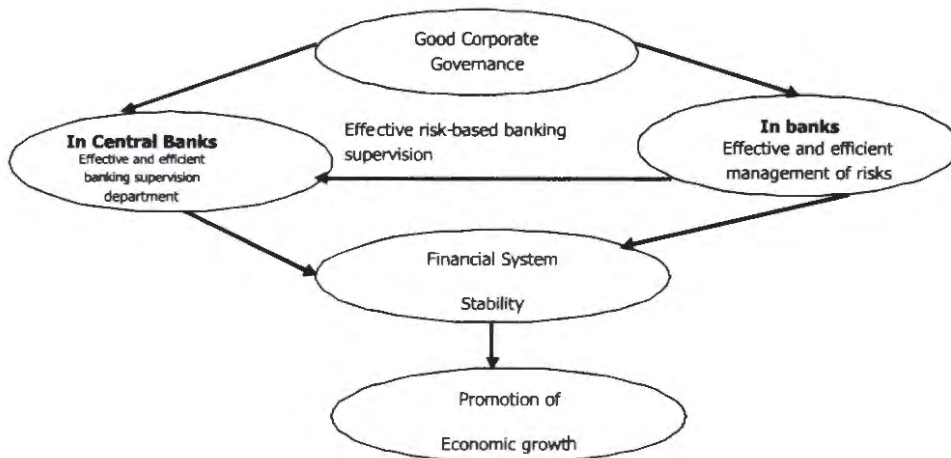 Good Corporate
Governance
In Central Banks
Effective and efficient
banking supervision
department
Effective risk-based banking
supervision
In banks
Effective and efficient
management of risks
Financial System
Stability
Promotion of
Economic growth